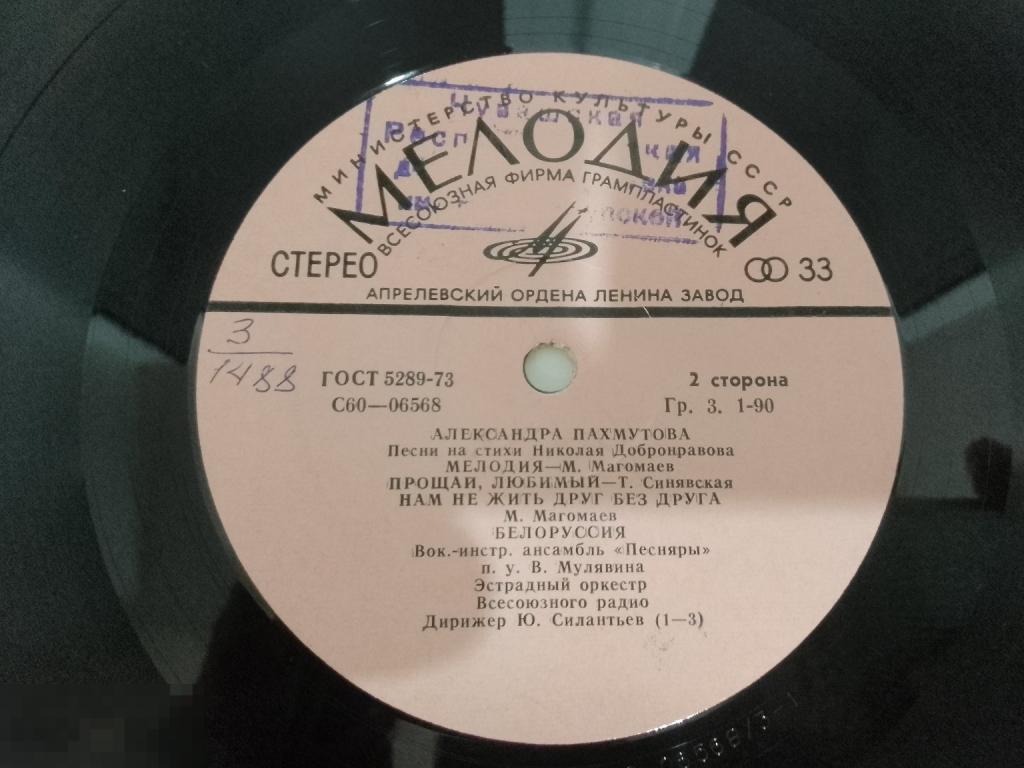 МИНИСТЕРСТВО КУЛЬТУРЫ СССР
МЕЛОДИЯ
ВСЕСОЮЗНАЯ ФИРМА ГРАМПЛАСТИНОК
Чувашская
СТЕРЕО
33
АПРЕЛЕВСКИЙ ОРДЕНА ЛЕНИНА ЗАВОД
3
1488
ГОСТ 5289-73
2 сторона
С60—06568
Гр. 3. 1-90
АЛЕКСАНДРА ПАХМУТОВА
Песни на стихи Николая Добронравова
МЕЛОДИЯ—М. Магомаев
ПРОЩАЙ, ЛЮБИМЫЙ—Т. Синявская
НАМ НЕ ЖИТЬ ДРУГ БЕЗ ДРУГА
М. Магомаев
БЕЛОРУССИЯ
Вок.-инстр. ансамбль «Песняры»
п. у. В. Мулявина
Эстрадный оркестр
Всесоюзного радио
Дирижер Ю. Силантьев (1—3)